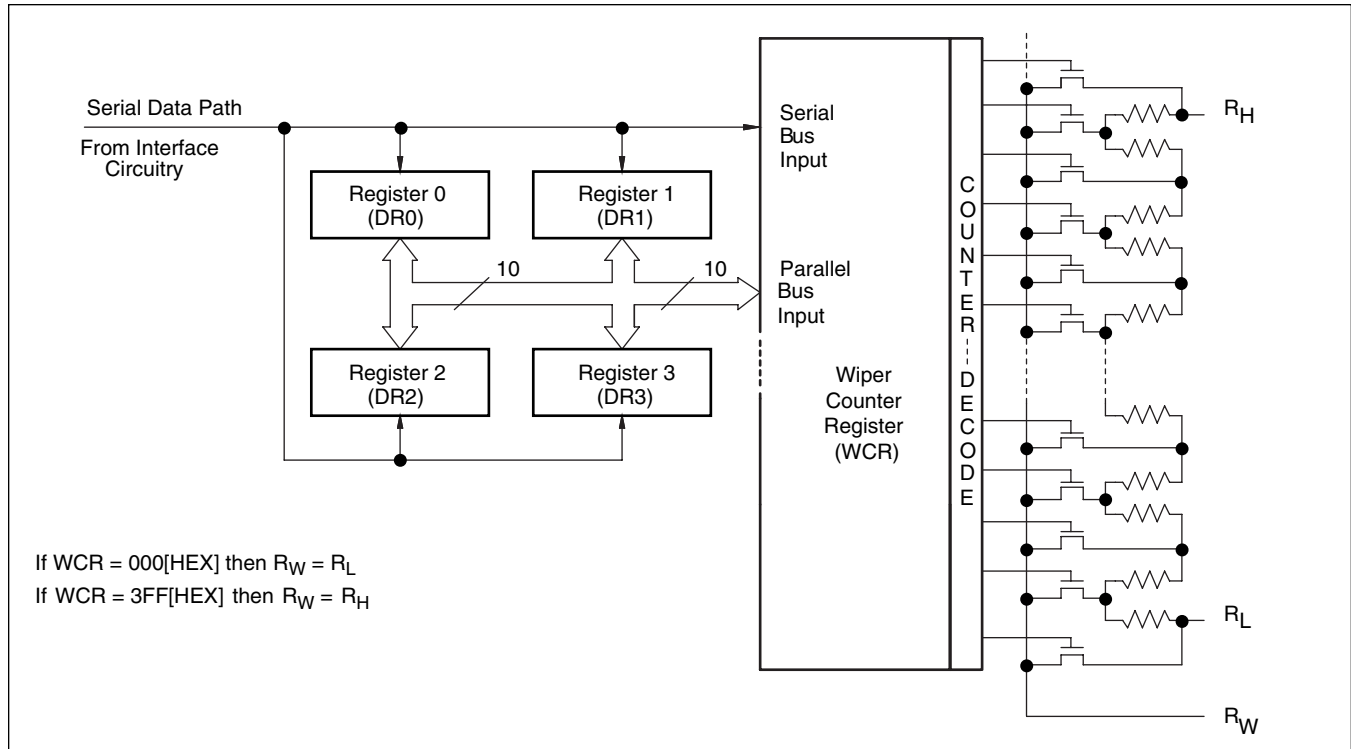 Serial Data Path
From Interface
Circuitry
Register 0
(DR0)
Register 1
(DR1)
10
10
Register 2
(DR2)
Register 3
(DR3)
Serial
Bus
Input
Parallel
Bus
Input
Wiper
Counter
Register
(WCR)
COUNTER---DECODE
RH
RL
RW
If WCR = 000[HEX] then RW = RL
If WCR = 3FF[HEX] then RW = RH